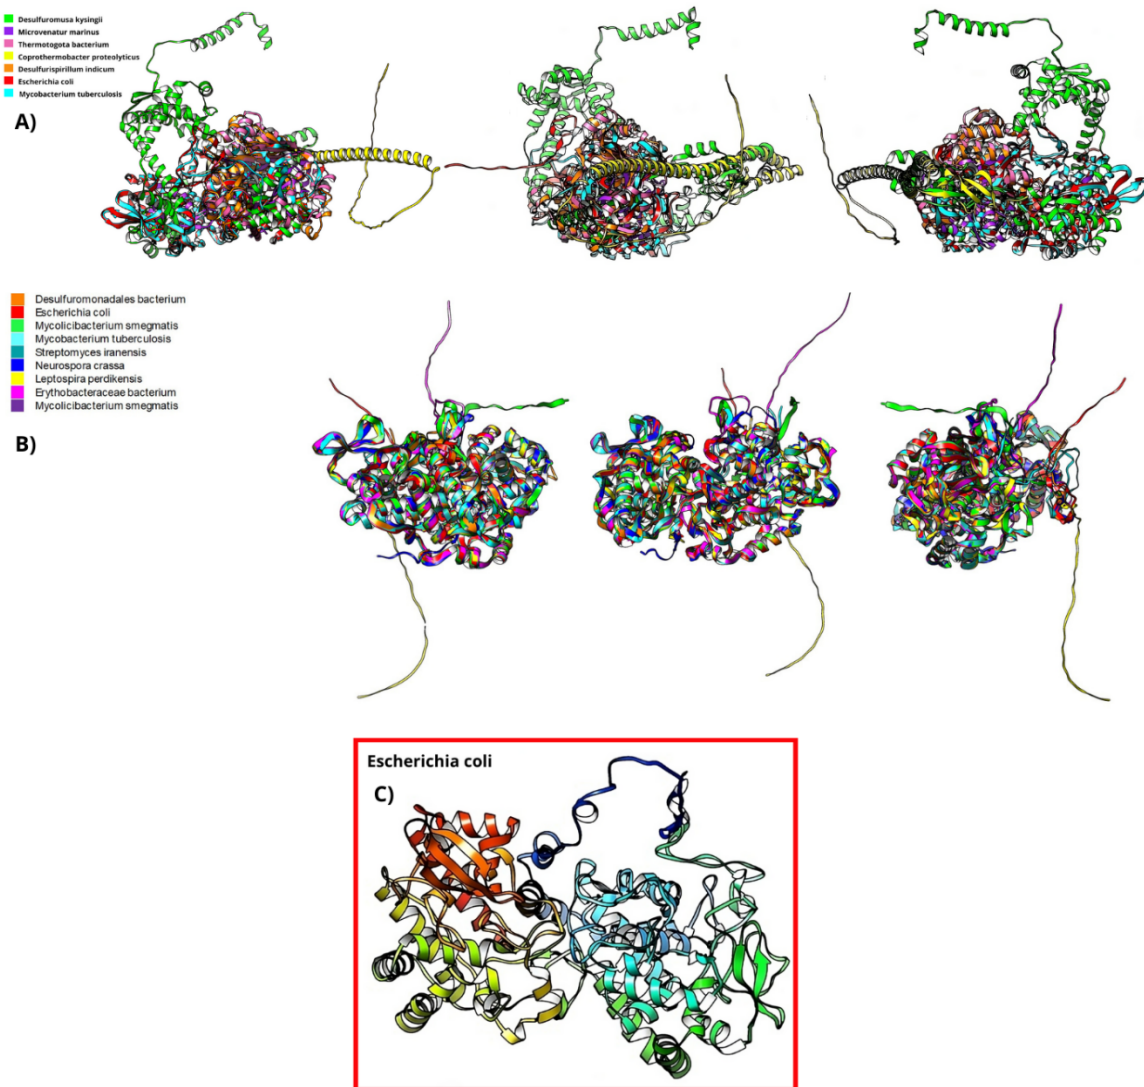 Desulfuromusa kysingii
Microvenatur marinus
Thermotogota bacterium
Coprothermobacter proteolyticus
Desulfurispirillum indicum
Escherichia coli
Mycobacterium tuberculosis
A)
Desulfuromonadales bacterium
Escherichia coli
Mycolicibacterium smegmatis
Mycobacterium tuberculosis
Streptomyces iranensis
Neurospora crassa
Leptospira perdikensis
Erythobacteraceae bacterium
Mycolicibacterium smegmatis
B)
Escherichia coli
C)